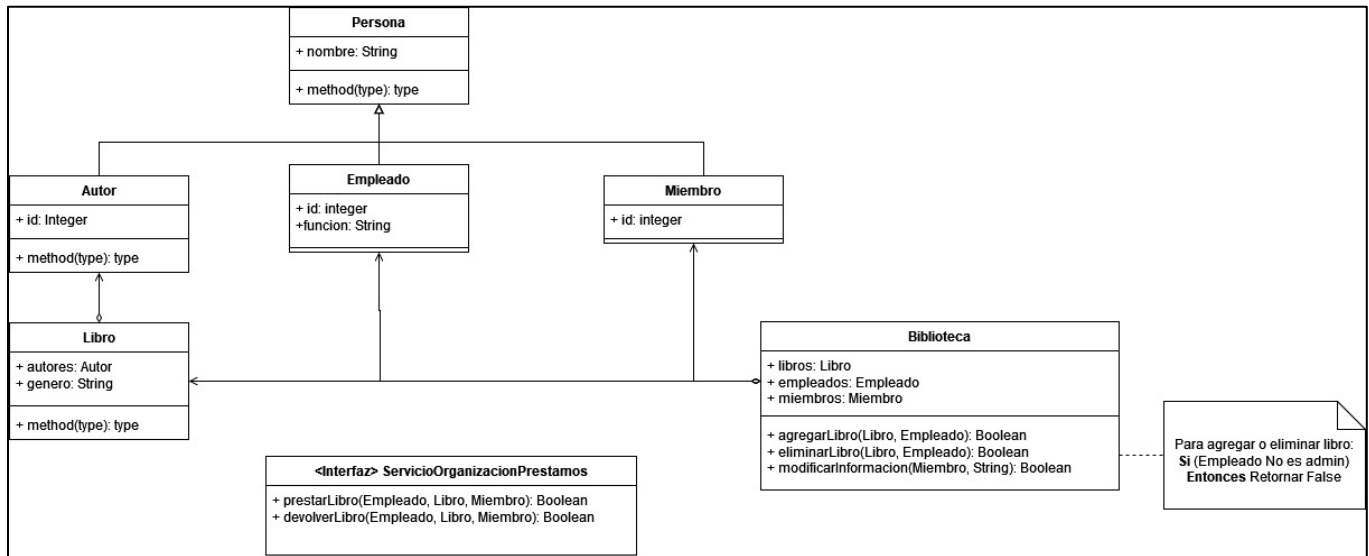 Persona
+ nombre: String
+ method(type): type
Autor
+ id: Integer
+ method(type): type
Empleado
+ id: integer
+funcion: String
Miembro
+ id: integer
Libro
+ autores: Autor
+ genero: String
+ method(type): type
Biblioteca
+ libros: Libro
+ empleados: Empleado
+ miembros: Miembro
+ agregarLibro(Libro, Empleado): Boolean
+ eliminarLibro(Libro, Empleado): Boolean
+ modificarInformacion(Miembro, String): Boolean
Para agregar o eliminar libro:
Si (Empleado No es admin)
Entonces Retornar False
<Interfaz> ServicioOrganizacionPrestamos
+ prestarLibro(Empleado, Libro, Miembro): Boolean
+ devolverLibro(Empleado, Libro, Miembro): Boolean